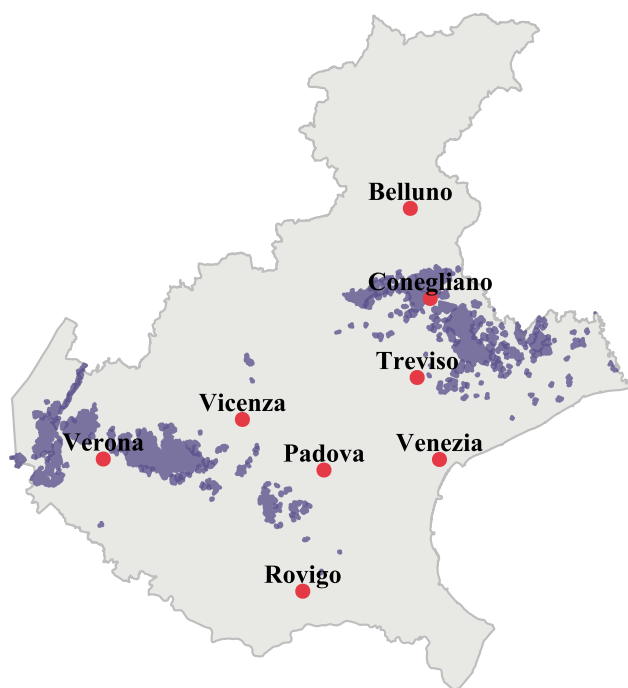 Belluno
Conegliano
Treviso
Vicenza
Verona
Padova
Venezia
Rovigo